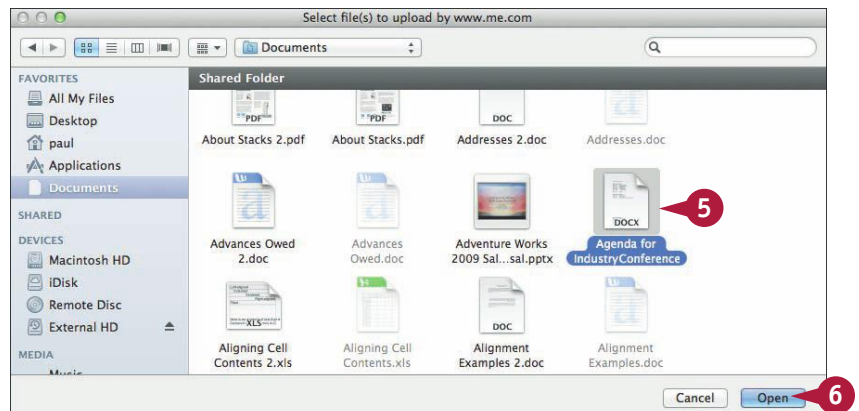 Select file(s) to upload by www.me.com
Documents
FAVORITES
All My Files
Desktop
paul
Applications
Documents
SHARED
DEVICES
Macintosh HD
iDisk
Remote Disc
External HD
MEDIA
Music
Shared Folder
PDF
PDF
DOC
About Stacks 2.pdf
About Stacks.pdf
Addresses 2.doc
Addresses.doc
DOCX
5
Advances Owed
2.doc
Advances
Owed.doc
Adventure Works
2009 Sal...sal.pptx
Agenda for
IndustryConference
XLS
DOC
Aligning Cell
Contents 2.xls
Aligning Cell
Contents.xls
Alignment
Examples 2.doc
Alignment
Examples.doc
Cancel
Open
6